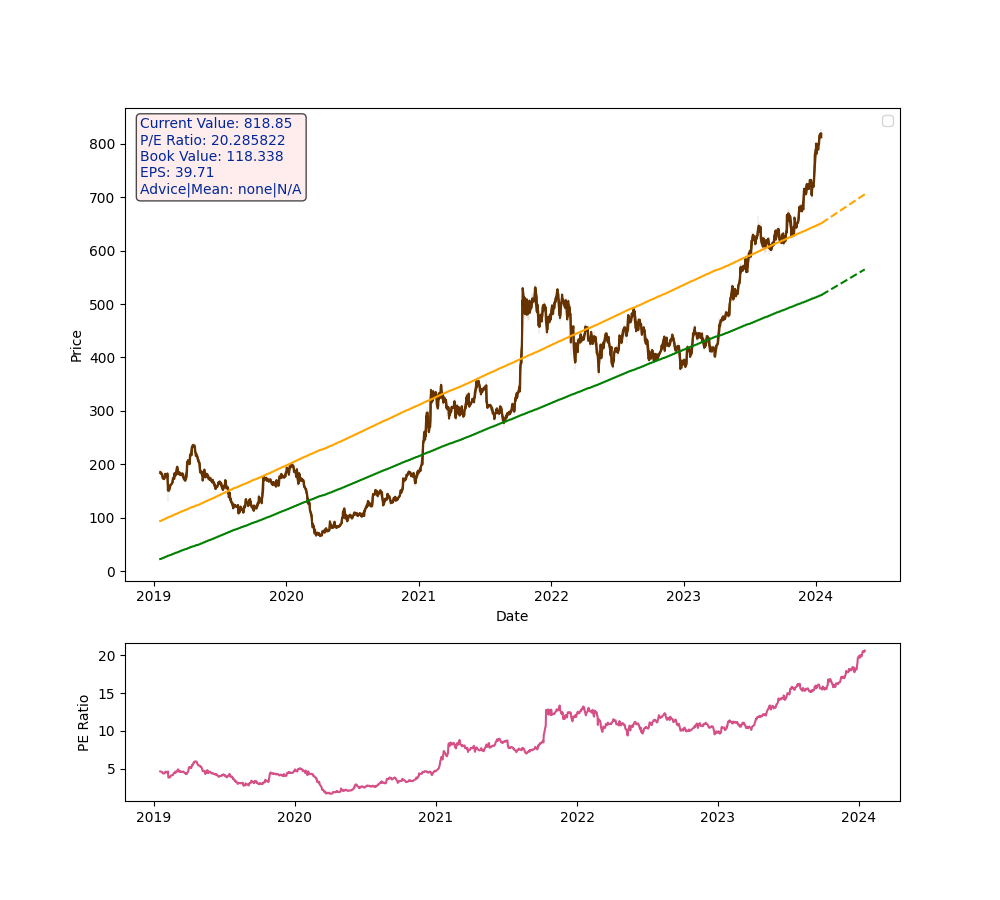 Current Value: 818.85
P/E Ratio: 20.285822
Book Value: 118.338
EPS: 39.71
Advice|Mean: none|N/A
800
700
600
500
400
300
200
100
0
Price
2019 2020 2021 2022 2023 2024
Date
20
15
10
5
PE Ratio
2019 2020 2021 2022 2023 2024